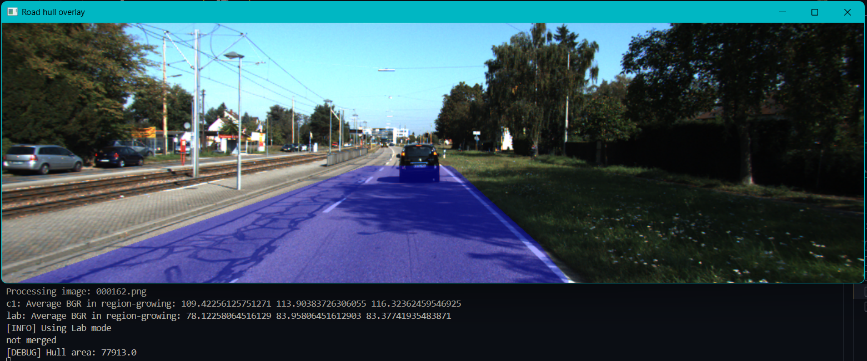 Road hull overlay
Processing image: 000162.png
c1: Average BGR in region-growing: 109.42256125751271 113.90383726306055 116.32362459546925
lab: Average BGR in region-growing: 78.12258064516129 83.95806451612903 83.37741935483871
[INFO] Using Lab mode
not merged
[DEBUG] Hull area: 77913.0